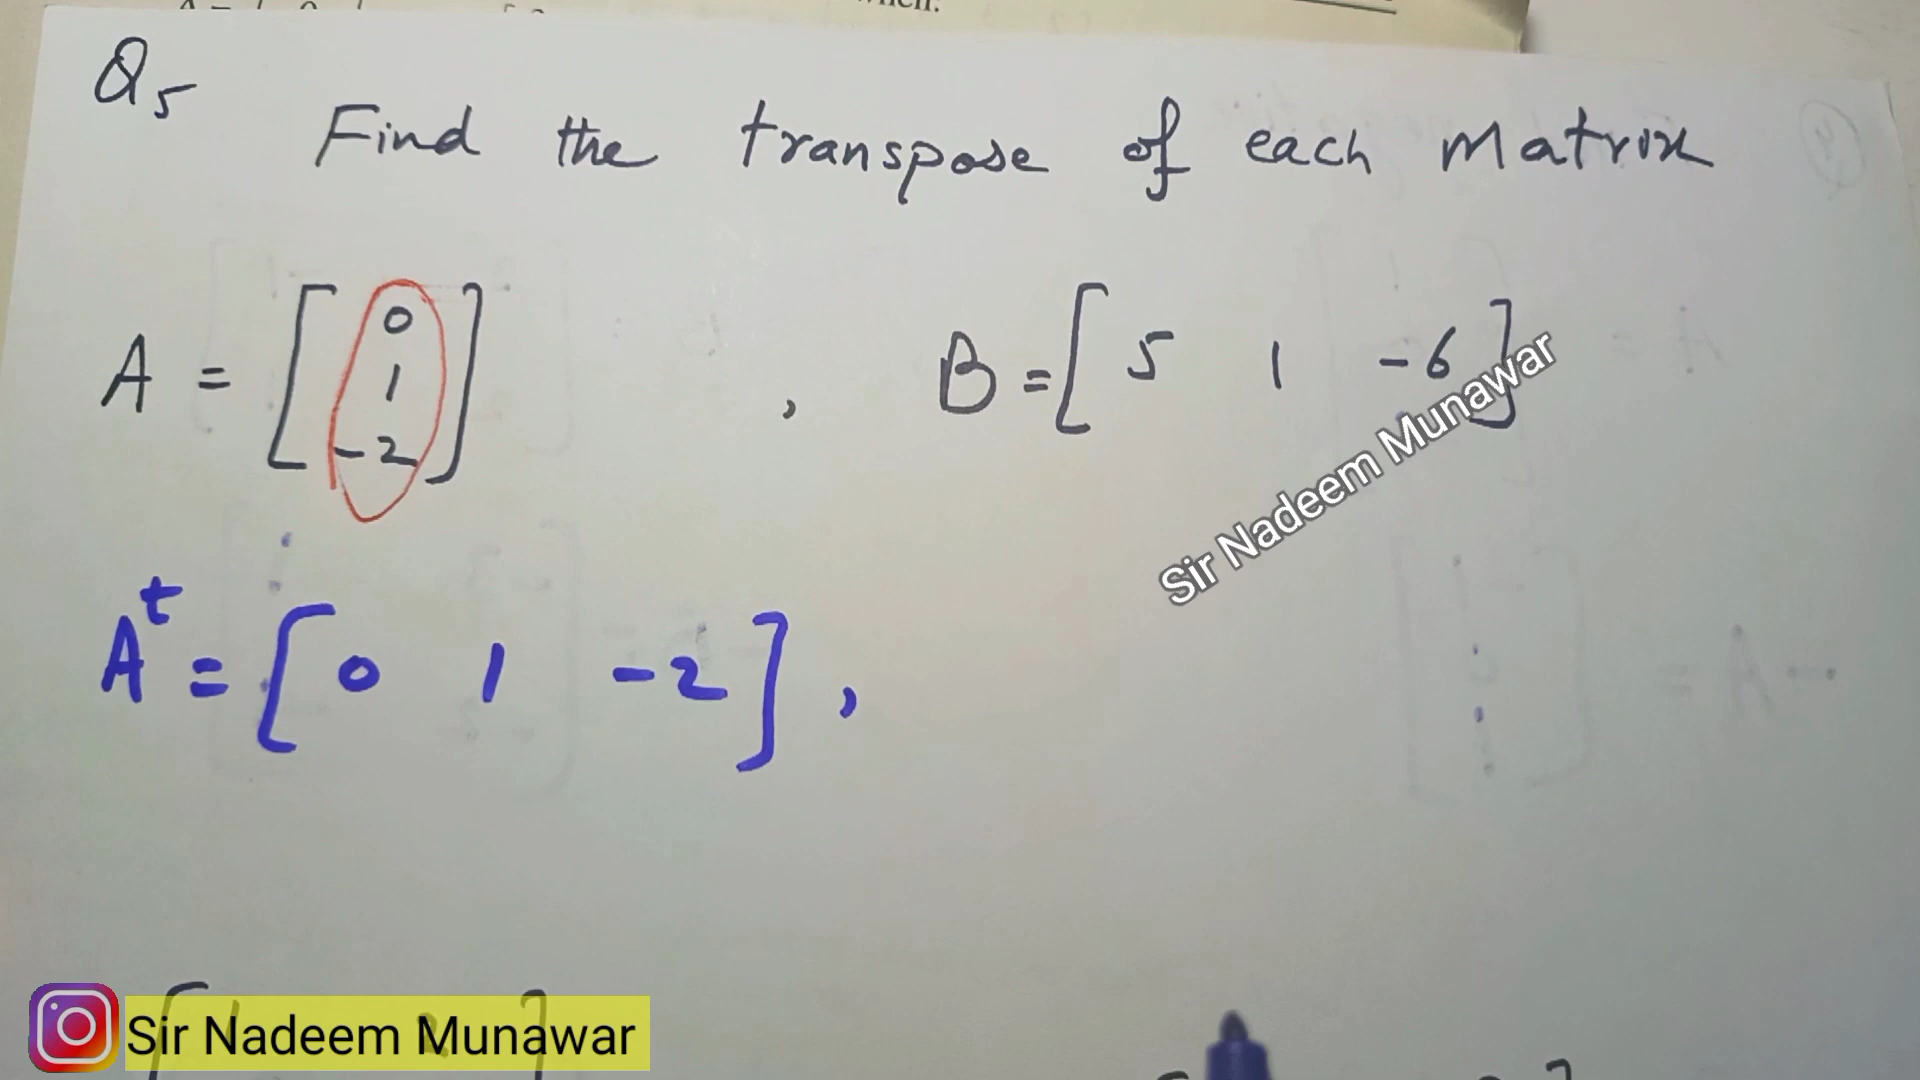 Q5
Find the transpose of each Matrix
A = [ 0
1
-2 ] , B = [ 5 1 -6 ]
Sir Nadeem Munawar
Aᵗ = [ 0 1 -2 ] ,
Sir Nadeem Munawar